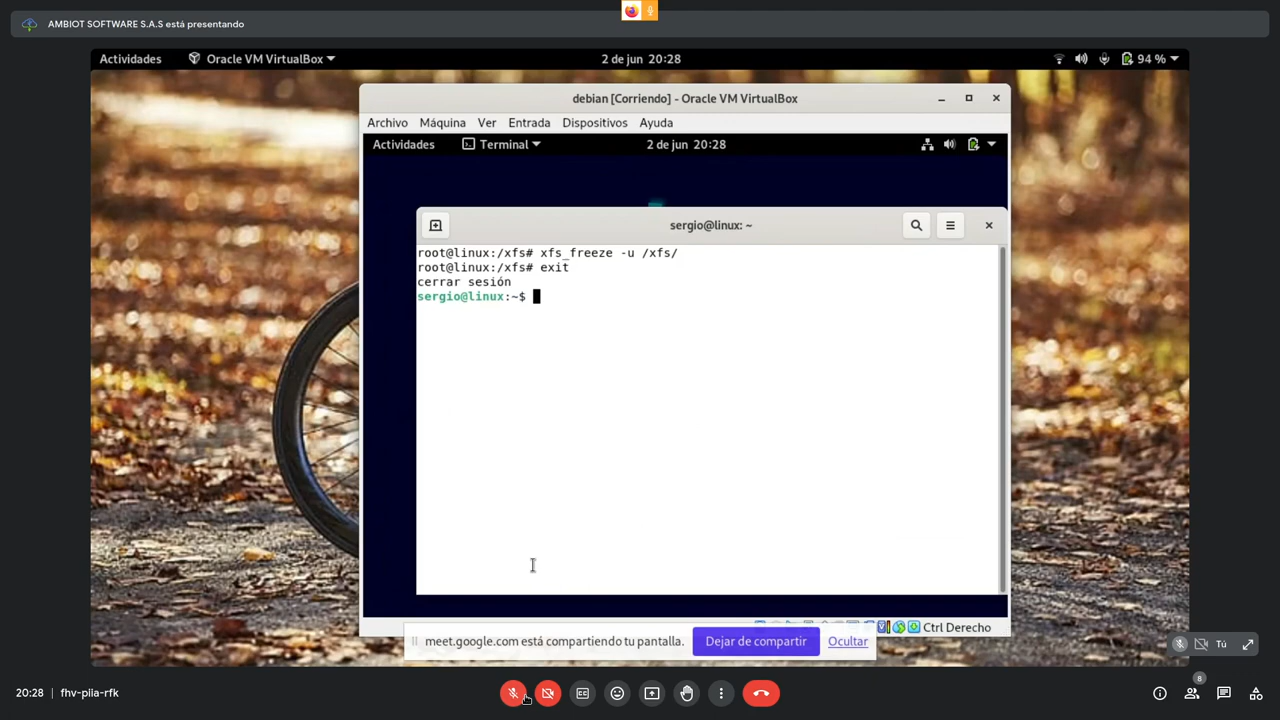 AMBIOT SOFTWARE S.A.S está presentando
Actividades Oracle VM VirtualBox 2 de jun 20:28 94 %
debian [Corriendo] - Oracle VM VirtualBox
Archivo Máquina Ver Entrada Dispositivos Ayuda
Actividades Terminal 2 de jun 20:28
sergio@linux: ~
root@linux:/xfs# xfs_freeze -u /xfs/
root@linux:/xfs# exit
cerrar sesión
sergio@linux:~$
Ctrl Derecho
meet.google.com está compartiendo tu pantalla. Dejar de compartir Ocultar
Tú
20:28 fhv-piia-rfk 8